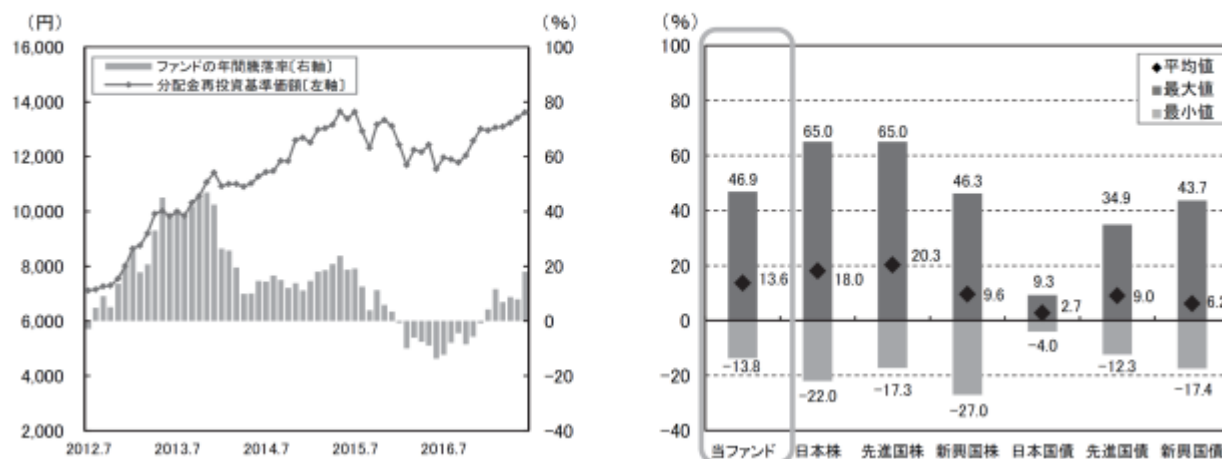 (円)
(%)
16,000
14,000
12,000
10,000
8,000
6,000
4,000
2,000
100
80
60
40
20
0
-20
-40
ファンドの年間騰落率〔右軸〕
分配金再投資基準価額〔左軸〕
2012.7 2013.7 2014.7 2015.7 2016.7
(%)
100
80
60
40
20
0
-20
-40
◆平均値
最大値
最小値
46.9 65.0 65.0 46.3 9.3 34.9 43.7
13.6 18.0 20.3 9.6 2.7 9.0 6.2
-13.8 -22.0 -17.3 -27.0 -4.0 -12.3 -17.4
当ファンド 日本株 先進国株 新興国株 日本国債 先進国債 新興国債